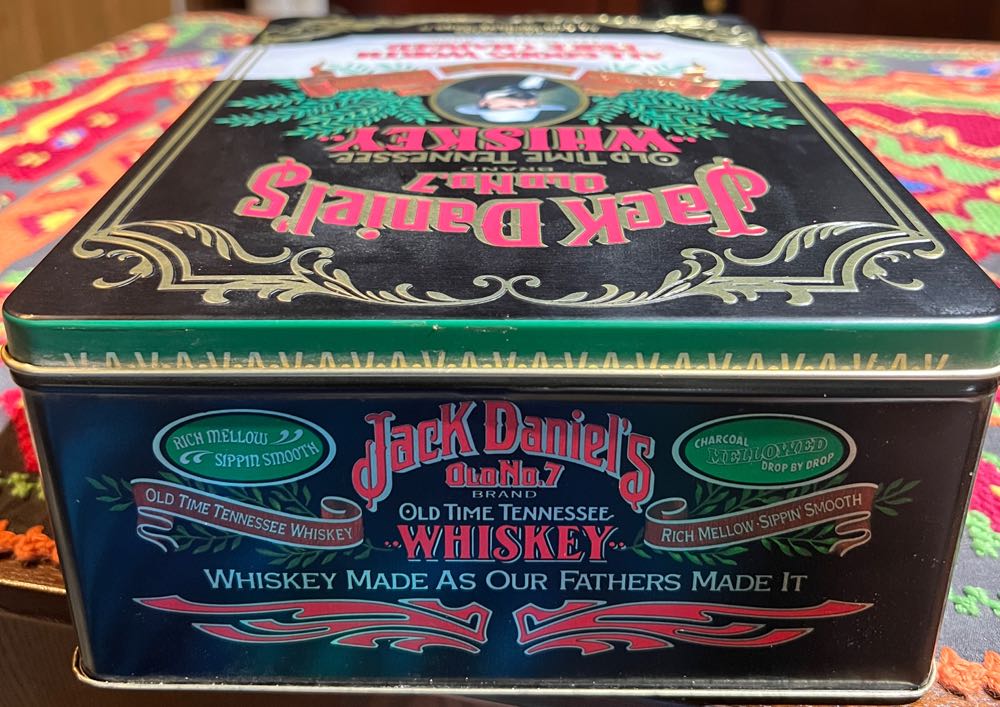 Jack Daniel's
Old No. 7
BRAND
Old Time Tennessee
WHISKEY
RICH MELLOW
SIPPIN SMOOTH
Jack Daniel's
Old No. 7
BRAND
Old Time Tennessee
WHISKEY
CHARCOAL
MELLOWED
DROP BY DROP
Old Time Tennessee Whiskey
Rich Mellow-Sippin' Smooth
Whiskey Made As Our Fathers Made It